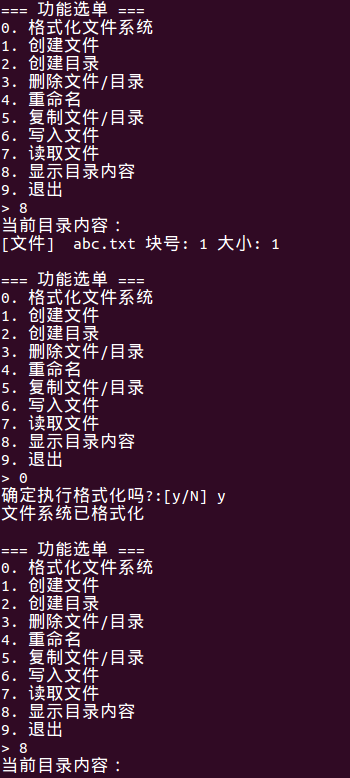 === 功能选单 ===
0. 格式化文件系统
1. 创建文件
2. 创建目录
3. 删除文件/目录
4. 重命名
5. 复制文件/目录
6. 写入文件
7. 读取文件
8. 显示目录内容
9. 退出
> 8
当前目录内容：
[文件]  abc.txt 块号: 1 大小: 1

=== 功能选单 ===
0. 格式化文件系统
1. 创建文件
2. 创建目录
3. 删除文件/目录
4. 重命名
5. 复制文件/目录
6. 写入文件
7. 读取文件
8. 显示目录内容
9. 退出
> 0
确定执行格式化吗?:[y/N] y
文件系统已格式化

=== 功能选单 ===
0. 格式化文件系统
1. 创建文件
2. 创建目录
3. 删除文件/目录
4. 重命名
5. 复制文件/目录
6. 写入文件
7. 读取文件
8. 显示目录内容
9. 退出
> 8
当前目录内容：